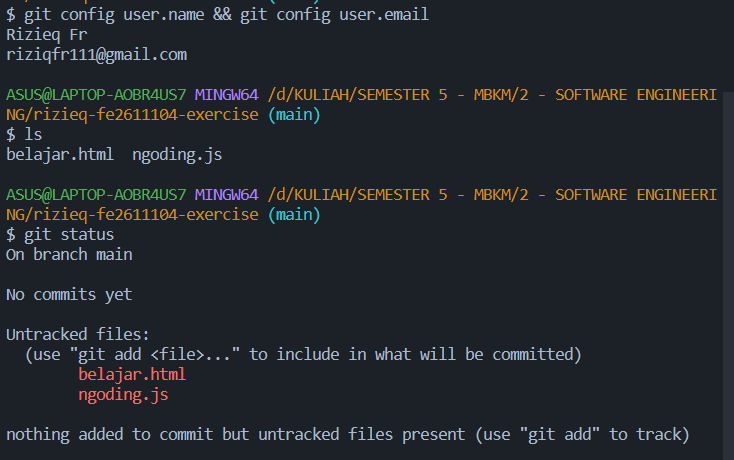 $ git config user.name && git config user.email
Rizieq Fr
riziqfr111@gmail.com
ASUS@LAPTOP-AOBR4US7 MINGW64 /d/KULIAH/SEMESTER 5 - MBKM/2 - SOFTWARE ENGINEERI
NG/rizieq-fe2611104-exercise (main)
$ ls
belajar.html  ngoding.js
ASUS@LAPTOP-AOBR4US7 MINGW64 /d/KULIAH/SEMESTER 5 - MBKM/2 - SOFTWARE ENGINEERI
NG/rizieq-fe2611104-exercise (main)
$ git status
On branch main
No commits yet
Untracked files:
  (use "git add <file>..." to include in what will be committed)
        belajar.html
        ngoding.js
nothing added to commit but untracked files present (use "git add" to track)